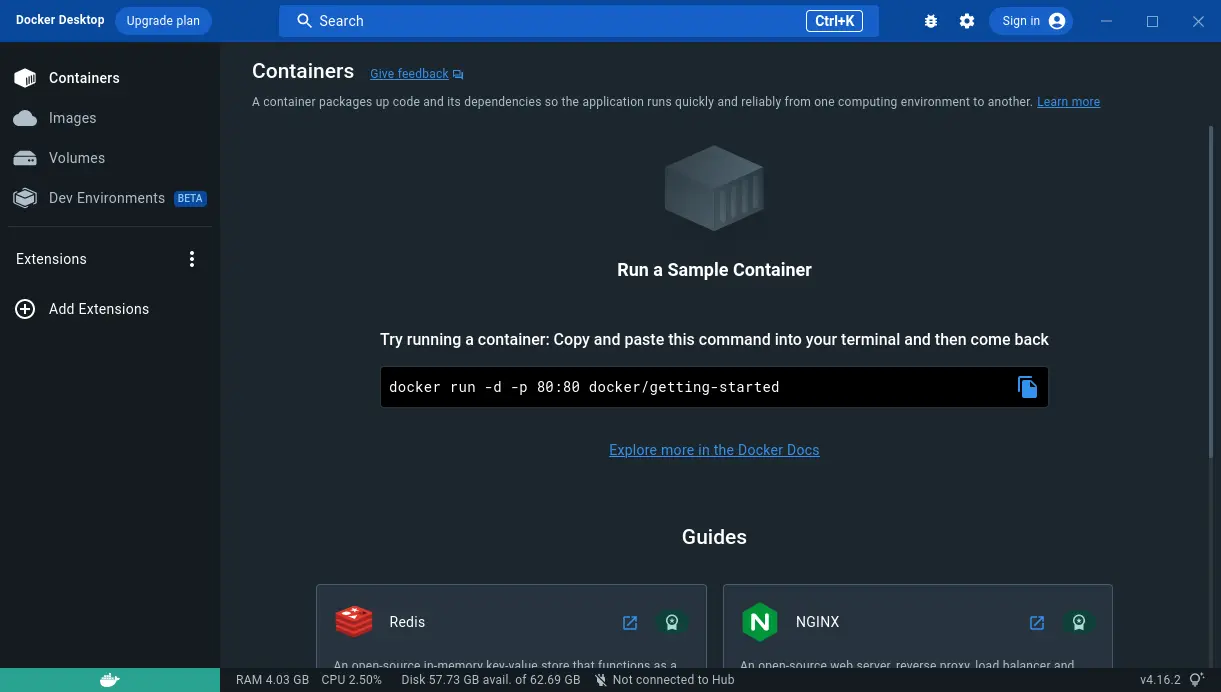 Docker Desktop Upgrade plan Search Ctrl+K Sign in
Containers
Images
Volumes
Dev Environments BETA
Extensions
Add Extensions
Containers Give feedback
A container packages up code and its dependencies so the application runs quickly and reliably from one computing environment to another. Learn more
Run a Sample Container
Try running a container: Copy and paste this command into your terminal and then come back
docker run -d -p 80:80 docker/getting-started
Explore more in the Docker Docs
Guides
Redis
An open-source in-memory key-value store that functions as a
NGINX
An open-source web server, reverse proxy, load balancer and
RAM 4.03 GB CPU 2.50% Disk 57.73 GB avail. of 62.69 GB Not connected to Hub v4.16.2